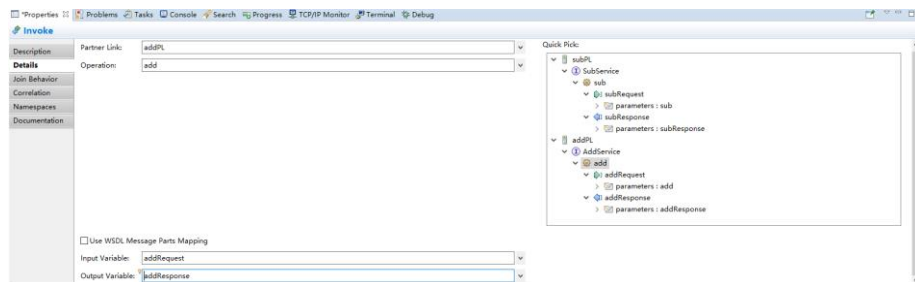 *Properties Problems Tasks Console Search Progress TCP/IP Monitor Terminal Debug
Invoke
Description
Details
Join Behavior
Correlation
Namespaces
Documentation
Partner Link: addPL
Operation: add
Use WSDL Message Parts Mapping
Input Variable: addRequest
Output Variable: addResponse
Quick Pick:
subPL
SubService
sub
subRequest
parameters : sub
subResponse
parameters : subResponse
addPL
AddService
add
addRequest
parameters : add
addResponse
parameters : addResponse